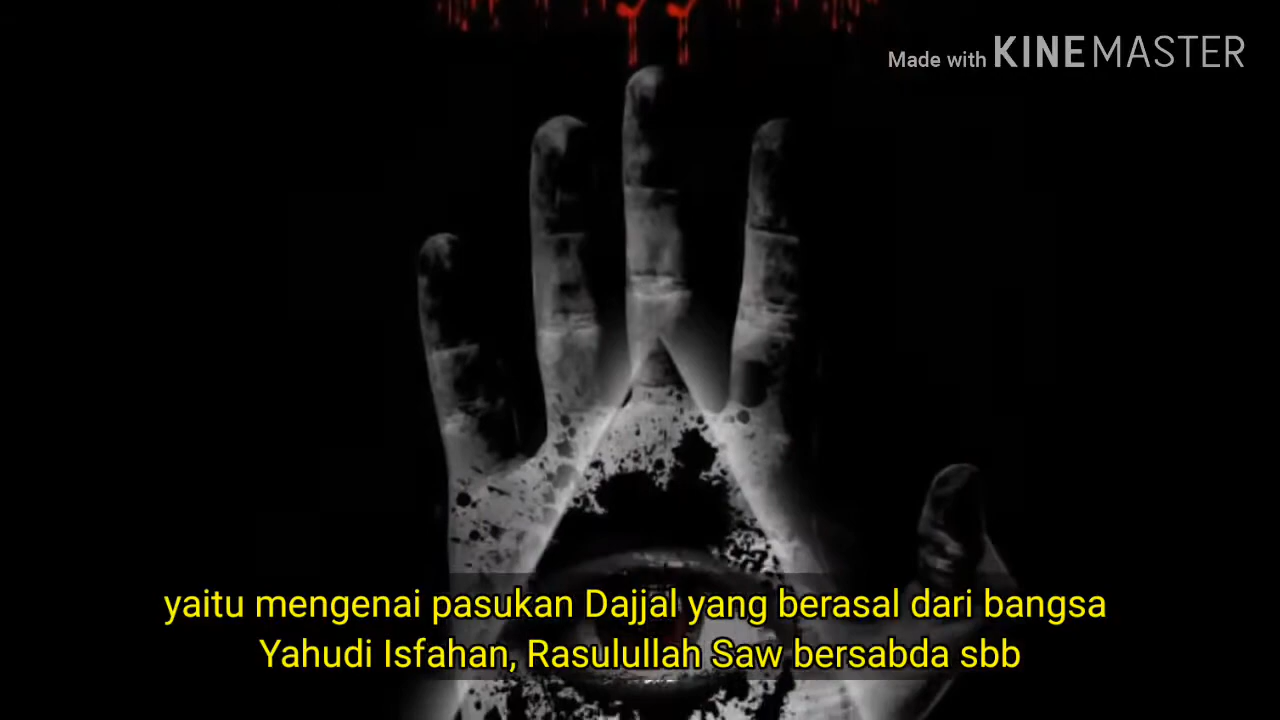 Made with KINEMASTER
yaitu mengenai pasukan Dajjal yang berasal dari bangsa
Yahudi Isfahan, Rasulullah Saw bersabda sbb